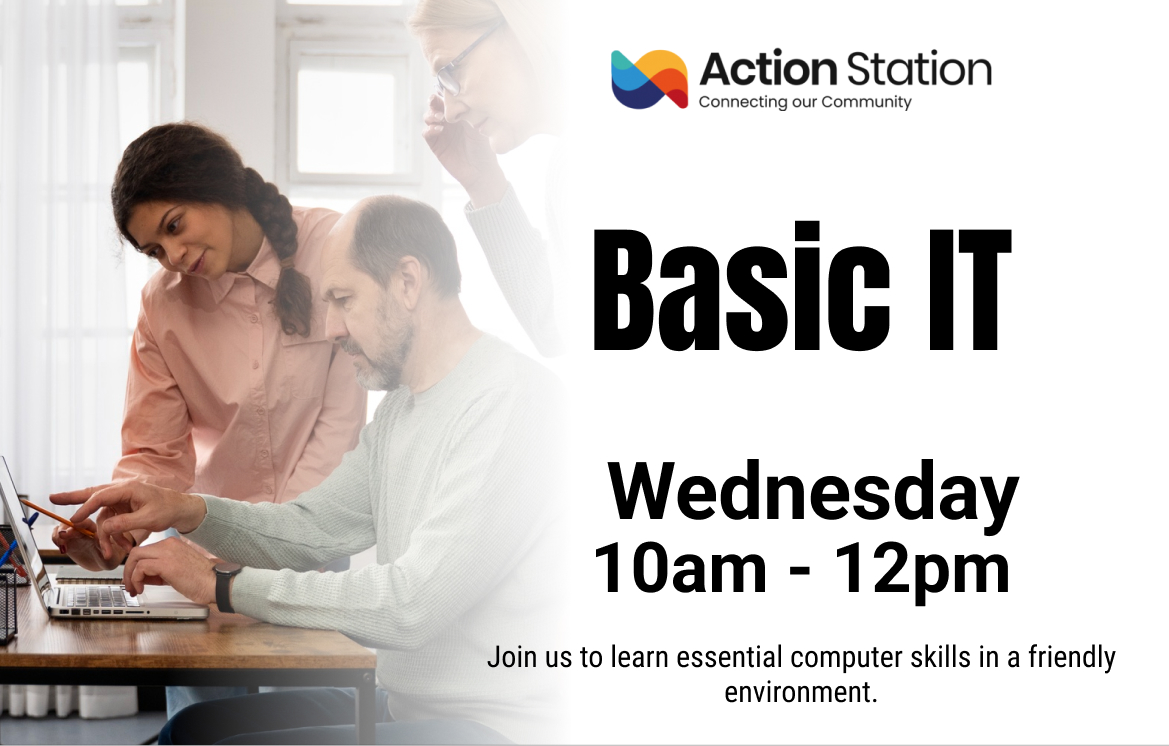 Action Station
Connecting our Community
Basic IT
Wednesday
10am - 12pm
Join us to learn essential computer skills in a friendly
environment.